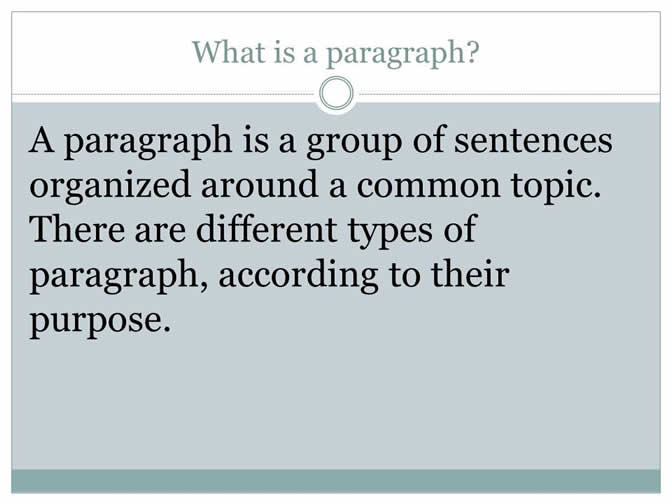 What is a paragraph?
A paragraph is a group of sentences
organized around a common topic.
There are different types of
paragraph, according to their
purpose.